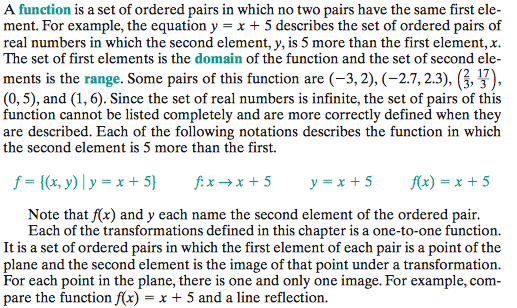 A function is a set of ordered pairs in which no two pairs have the same first ele-
ment. For example, the equation y = x + 5 describes the set of ordered pairs of
real numbers in which the second element, y, is 5 more than the first element, x.
The set of first elements is the domain of the function and the set of second ele-
ments is the range. Some pairs of this function are (−3, 2), (−2.7, 2.3), (2/3, 17/3),
(0, 5), and (1, 6). Since the set of real numbers is infinite, the set of pairs of this
function cannot be listed completely and are more correctly defined when they
are described. Each of the following notations describes the function in which
the second element is 5 more than the first.
f = {(x, y) | y = x + 5} f: x → x + 5 y = x + 5 f(x) = x + 5
Note that f(x) and y each name the second element of the ordered pair.
Each of the transformations defined in this chapter is a one-to-one function.
It is a set of ordered pairs in which the first element of each pair is a point of the
plane and the second element is the image of that point under a transformation.
For each point in the plane, there is one and only one image. For example, com-
pare the function f(x) = x + 5 and a line reflection.